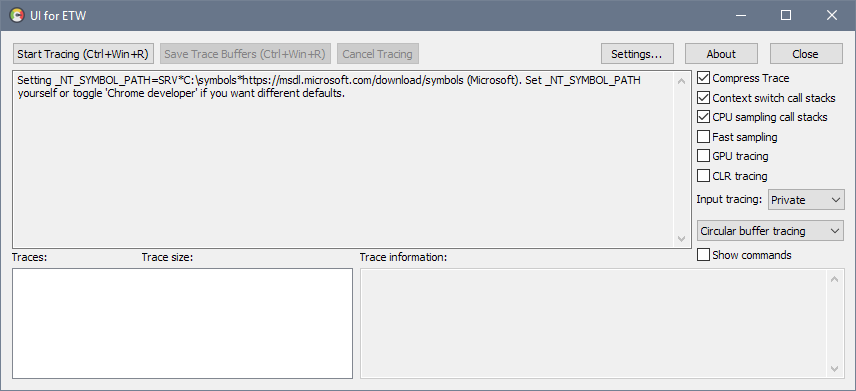 UI for ETW
Start Tracing (Ctrl+Win+R) Save Trace Buffers (Ctrl+Win+R) Cancel Tracing Settings... About Close
Setting _NT_SYMBOL_PATH=SRV*C:\symbols*https://msdl.microsoft.com/download/symbols (Microsoft). Set _NT_SYMBOL_PATH
yourself or toggle 'Chrome developer' if you want different defaults.
Compress Trace
Context switch call stacks
CPU sampling call stacks
Fast sampling
GPU tracing
CLR tracing
Input tracing: Private
Circular buffer tracing
Show commands
Traces: Trace size: Trace information: